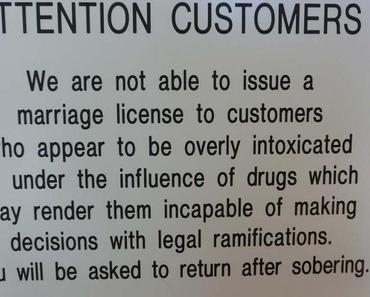 TTENTION CUSTOMERS
We are not able to issue a
marriage license to customers
ho appear to be overly intoxicated
under the influence of drugs which
ay render them incapable of making
decisions with legal ramifications.
u will be asked to return after sobering.